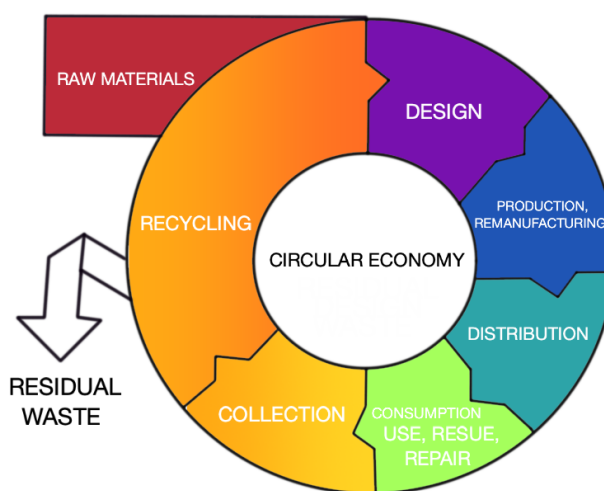 RAW MATERIALS
DESIGN
PRODUCTION,
REMANUFACTURING
DISTRIBUTION
CONSUMPTION
USE, RESUE,
REPAIR
COLLECTION
RECYCLING
CIRCULAR ECONOMY
RESIDUAL
WASTE